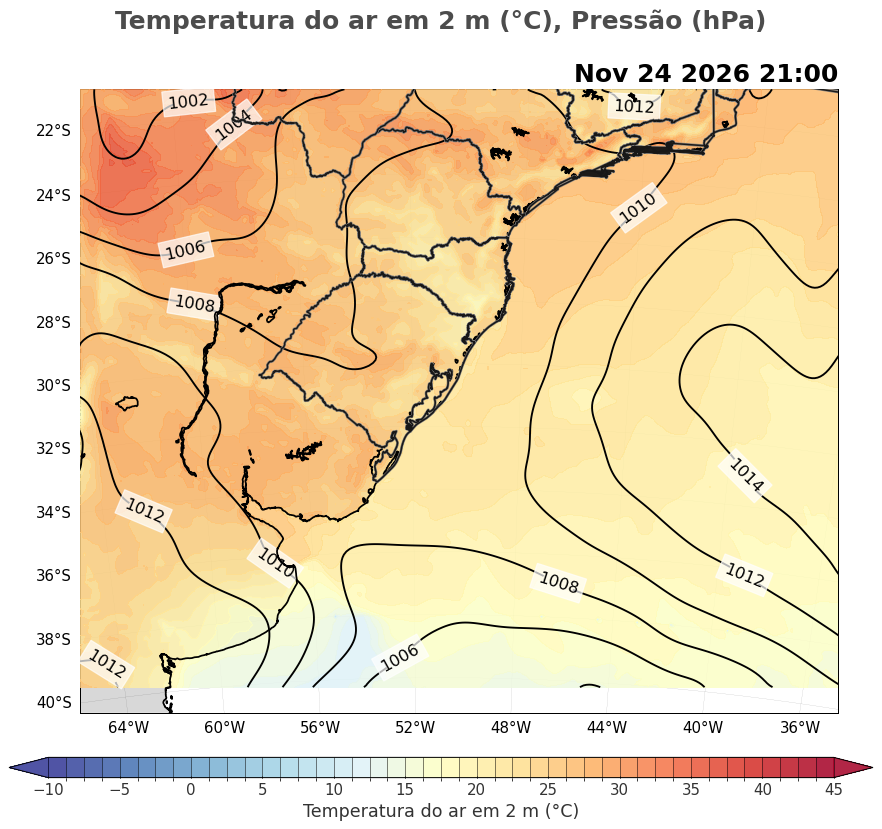 Temperatura do ar em 2 m (°C), Pressão (hPa)
Nov 24 2026 21:00
1002
1004
1012
22°S
24°S
1010
26°S
1006
28°S
1008
30°S
32°S
1014
34°S
1012
1010
36°S
1008
1012
38°S
1012
1006
40°S
64°W 60°W 56°W 52°W 48°W 44°W 40°W 36°W
−10 −5 0 5 10 15 20 25 30 35 40 45
Temperatura do ar em 2 m (°C)